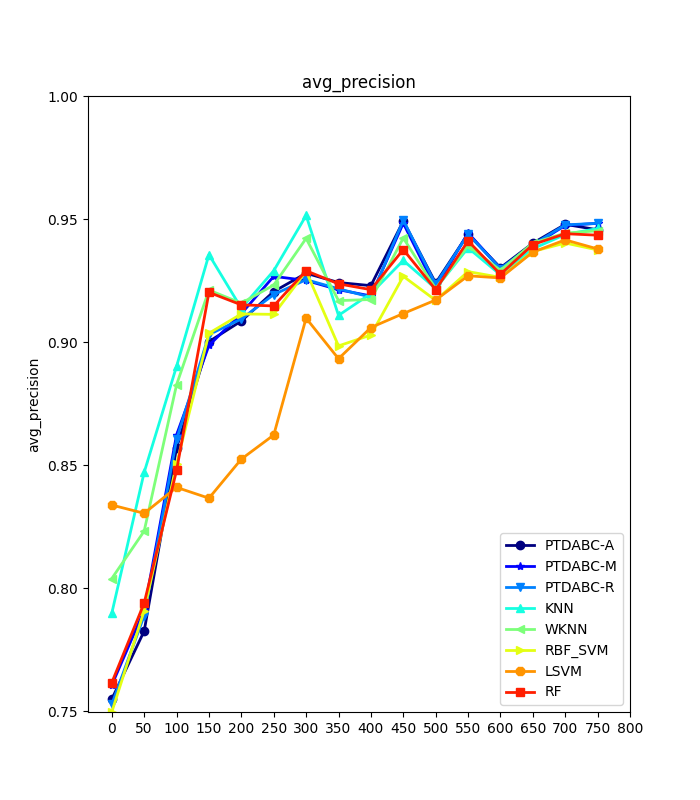 avg_precision
1.00
0.95
0.90
0.85
0.80
0.75
avg_precision
0 50 100 150 200 250 300 350 400 450 500 550 600 650 700 750 800
PTDABC-A
PTDABC-M
PTDABC-R
KNN
WKNN
RBF_SVM
LSVM
RF